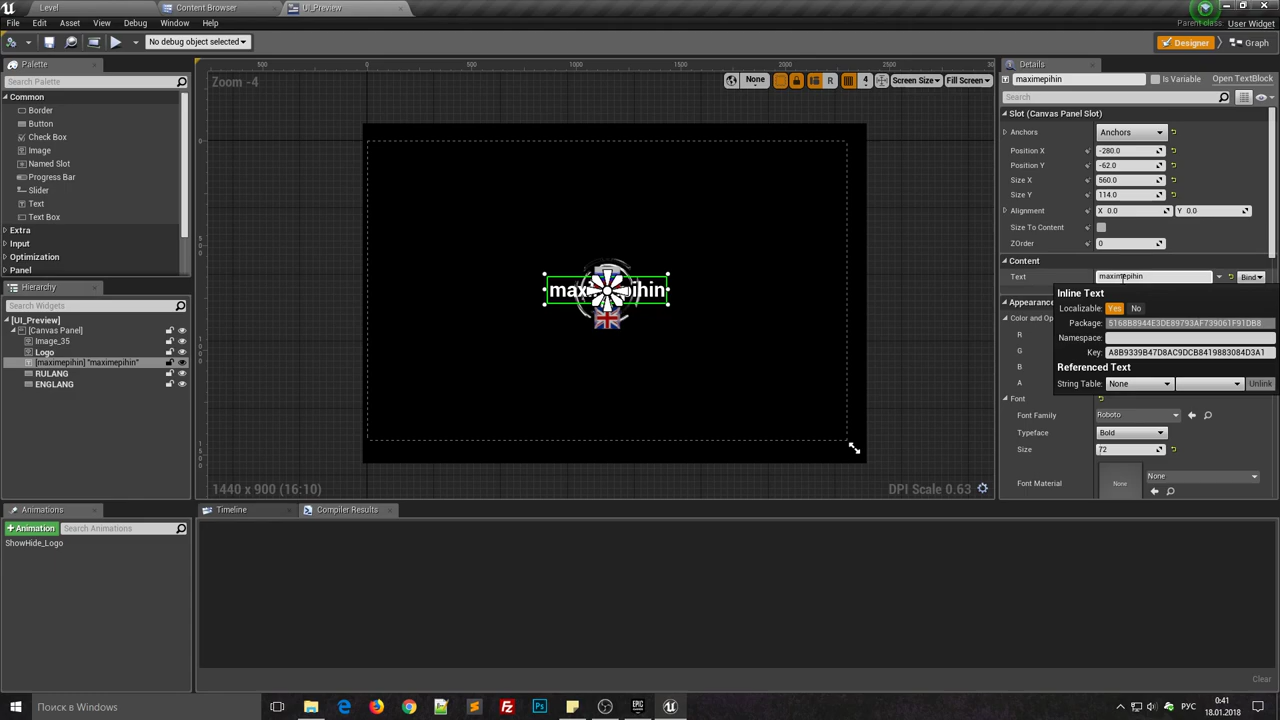 Level
Content Browser
UI_Preview
File Edit Asset View Debug Window Help
Parent class: User Widget
No debug object selected
Designer
Graph
Palette
Search Palette
Common
Border
Button
Check Box
Image
Named Slot
Progress Bar
Slider
Text
Text Box
Extra
Input
Optimization
Panel
Hierarchy
Search Widgets
[UI_Preview]
[Canvas Panel]
Image_35
Logo
[maximepihin] "maximepihin"
RULANG
ENGLANG
Animations
+ Animation
Search Animations
ShowHide_Logo
Zoom -4
500 0 500 1000 1500 2000
None
R
4
Screen Size
Fill Screen
1440 x 900 (16:10)
DPI Scale 0.63
Timeline
Compiler Results
Clear
Details
maximepihin
Is Variable
Open TextBlock
Search
Slot (Canvas Panel Slot)
Anchors Anchors
Position X -280.0
Position Y -62.0
Size X 560.0
Size Y 114.0
Alignment X 0.0 Y 0.0
Size To Content
ZOrder 0
Content
Text maximepihin Bind
Inline Text
Localizable: Yes No
Package: 5168B8944E3DE89793AF739061F91DB8
Namespace:
Key: A8B9339B47D8AC9DCB8419883084D3A1
Referenced Text
String Table: None Unlink
Appearance
Color and Op
R
G
B
A
Font
Font Family Roboto
Typeface Bold
Size 72
Font Material None None
Поиск в Windows
EPIC
РУС
0:41
18.01.2018